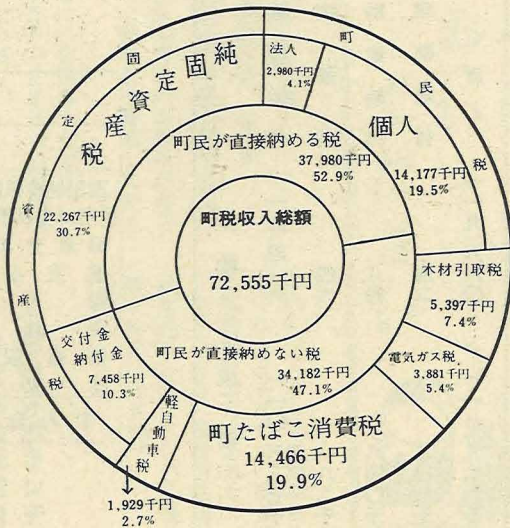 町税収入総額
72,555千円
町民が直接納める税
37,980千円
52.9%
町民が直接納めない税
34,182千円
47.1%
町民税
法人
2,980千円
4.1%
個人
14,177千円
19.5%
木材引取税
5,397千円
7.4%
電気ガス税
3,881千円
5.4%
町たばこ消費税
14,466千円
19.9%
軽自動車税
1,929千円
2.7%
固定資産税
交付金
納付金
7,458千円
10.3%
純固定資産税
22,267千円
30.7%